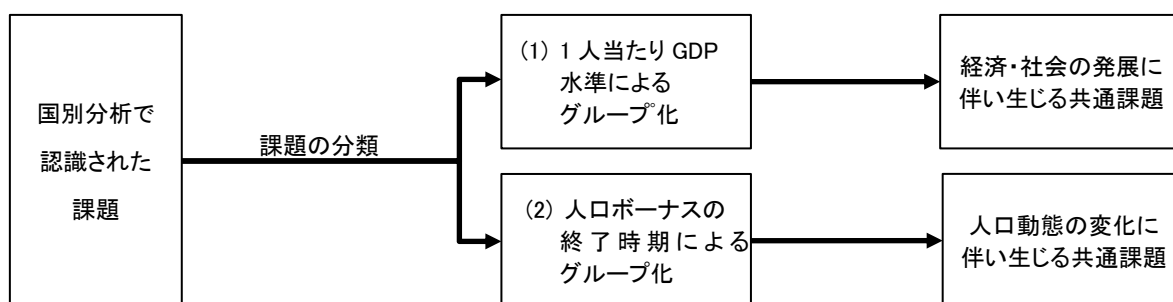 国別分析で
認識された
課題
課題の分類
(1) 1 人当たり GDP
水準による
グループ化
経済・社会の発展に
伴い生じる共通課題
(2) 人口ボーナスの
終了時期による
グループ化
人口動態の変化に
伴い生じる共通課題